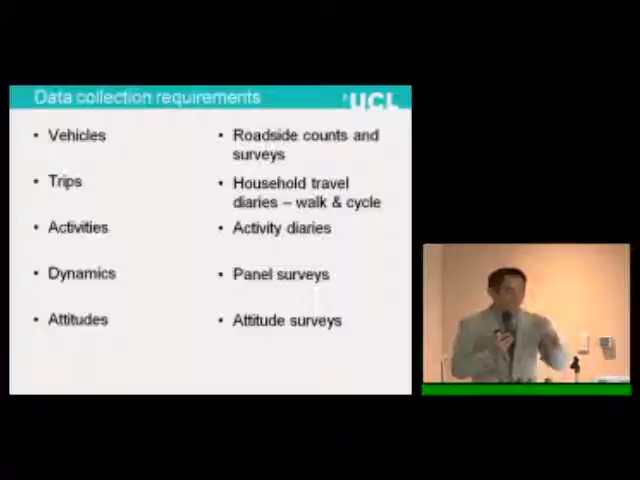 Data collection requirements
UCL
• Vehicles
• Roadside counts and
surveys
• Trips
• Household travel
diaries – walk & cycle
• Activities
• Activity diaries
• Dynamics
• Panel surveys
• Attitudes
• Attitude surveys